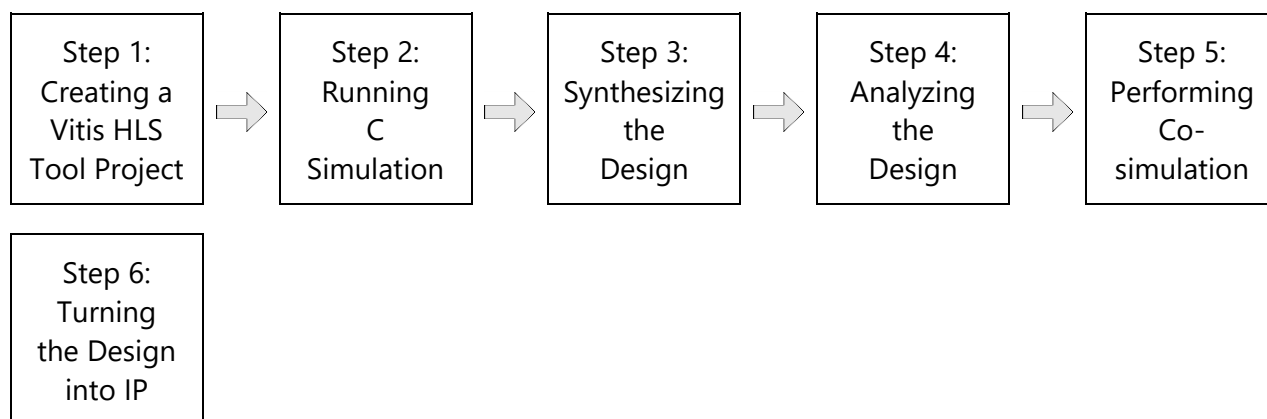 Step 1:
Creating a
Vitis HLS
Tool Project
Step 2:
Running
C
Simulation
Step 3:
Synthesizing
the
Design
Step 4:
Analyzing
the
Design
Step 5:
Performing
Co-
simulation
Step 6:
Turning
the Design
into IP